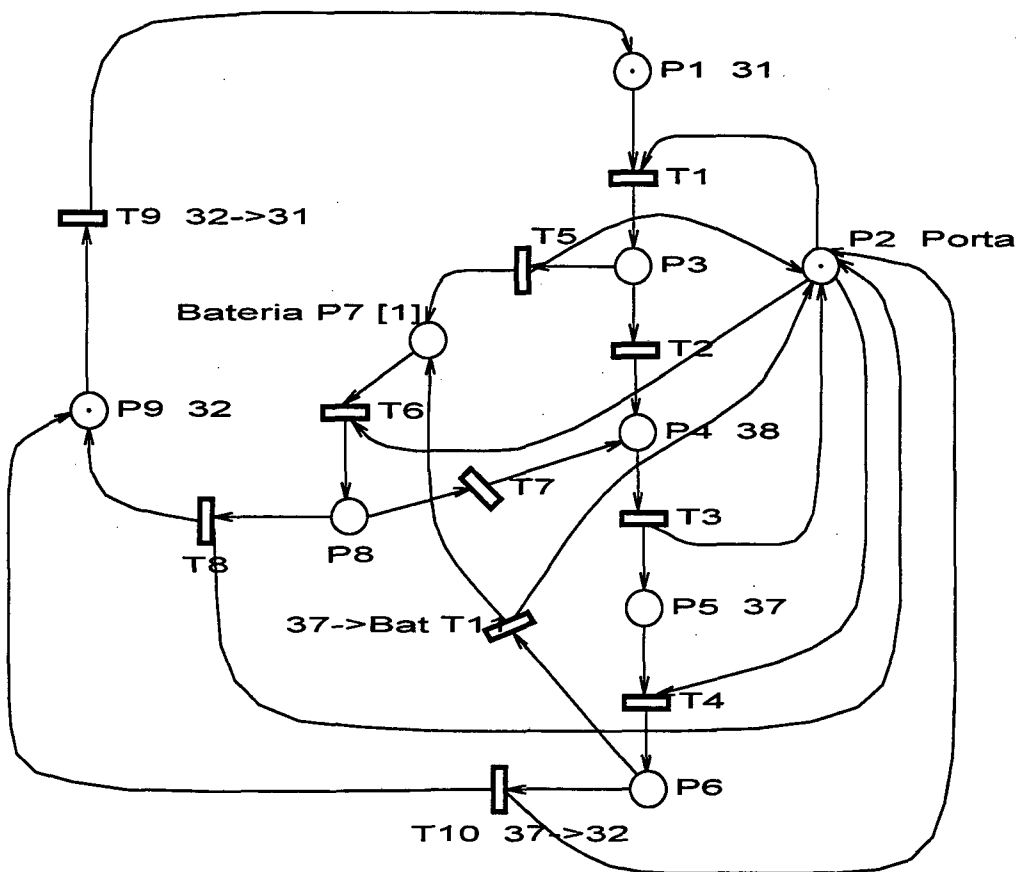 P1 31
T1
T9 32->31
T5
P2 Porta
P3
Bateria P7 [1]
T2
P9 32
T6
P4 38
T7
T3
P8
T8
P5 37
37->Bat T1
T4
P6
T10 37->32